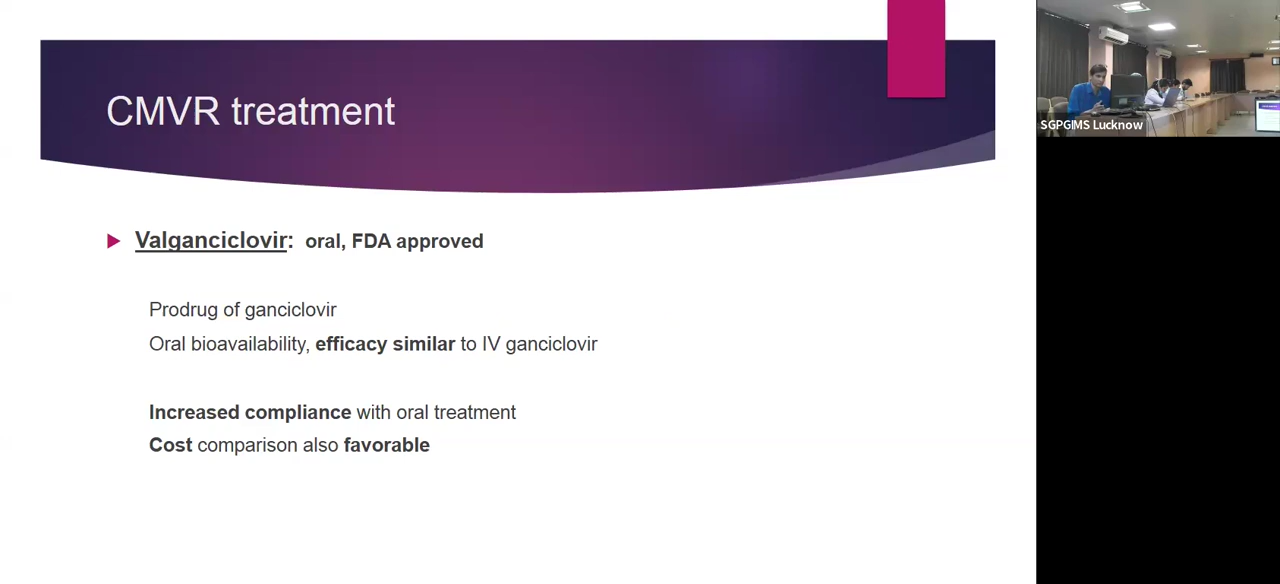 CMVR treatment
SGPGIMS Lucknow
Valganciclovir: oral, FDA approved
Prodrug of ganciclovir
Oral bioavailability, efficacy similar to IV ganciclovir
Increased compliance with oral treatment
Cost comparison also favorable